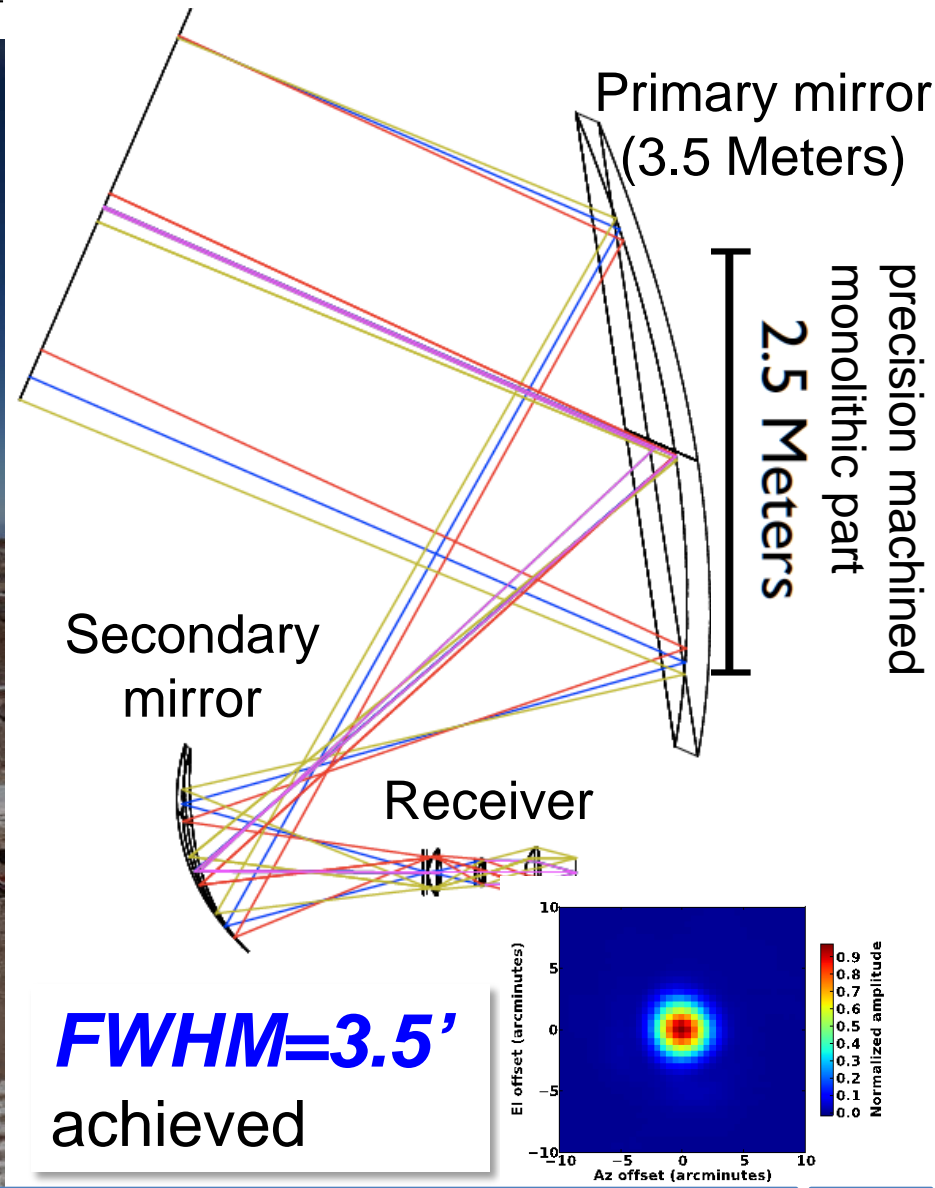 Primary mirror
(3.5 Meters)
precision machined
monolithic part
2.5 Meters
Secondary
mirror
Receiver
FWHM=3.5’
achieved
10
5
0
−5
−10
El offset (arcminutes)
−10 −5 0 5 10
Az offset (arcminutes)
0.9
0.8
0.7
0.6
0.5
0.4
0.3
0.2
0.1
0.0
Normalized amplitude